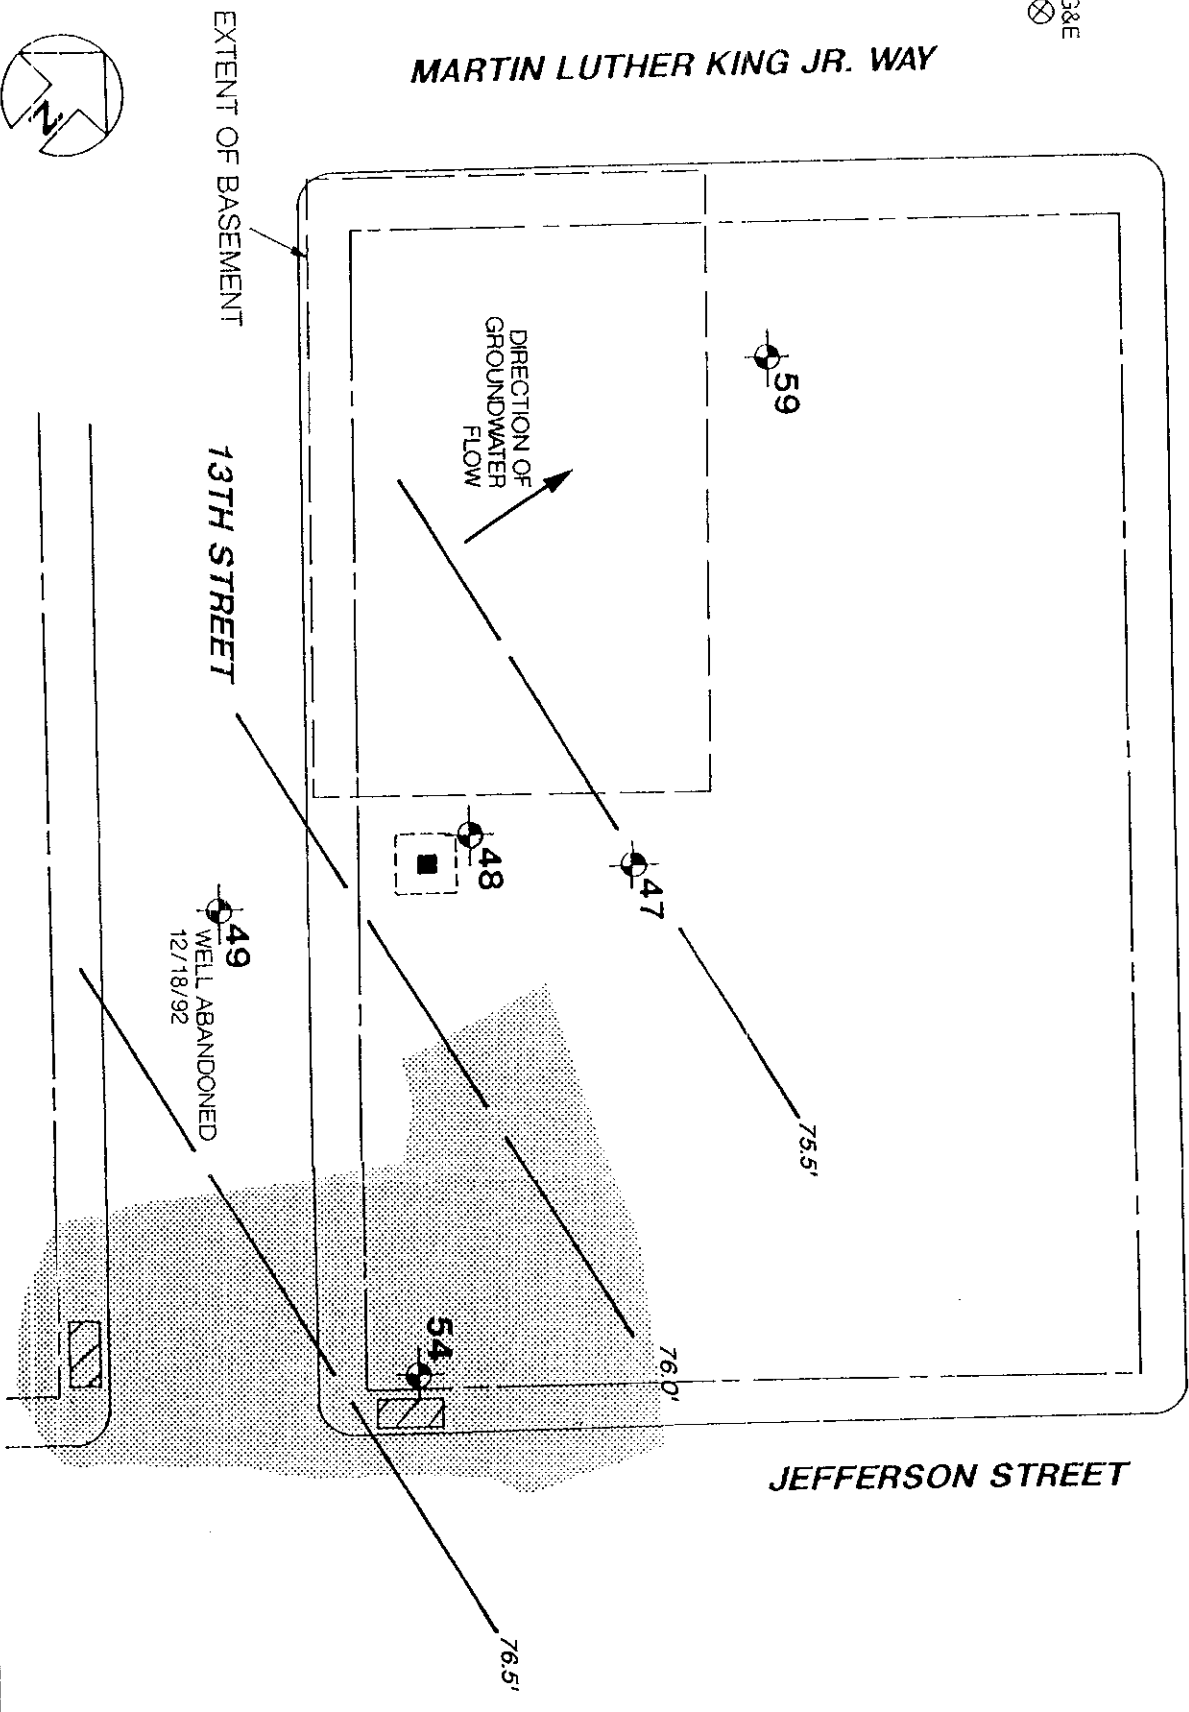 MARTIN LUTHER KING JR. WAY
N
EXTENT OF BASEMENT
59
DIRECTION OF
GROUNDWATER
FLOW
13TH STREET
48
47
49
WELL ABANDONED
12/18/92
75.5'
54
76.0'
JEFFERSON STREET
76.5'